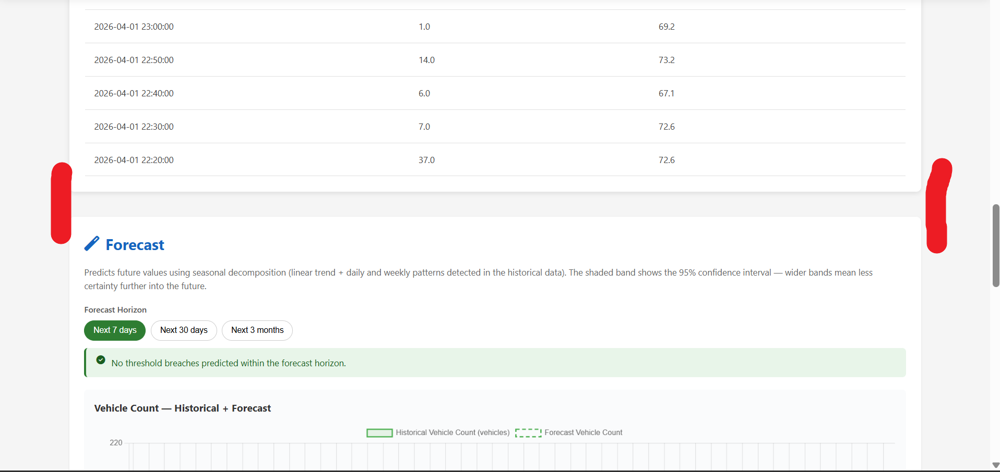 2026-04-01 23:00:00 1.0 69.2
2026-04-01 22:50:00 14.0 73.2
2026-04-01 22:40:00 6.0 67.1
2026-04-01 22:30:00 7.0 72.6
2026-04-01 22:20:00 37.0 72.6
Forecast
Predicts future values using seasonal decomposition (linear trend + daily and weekly patterns detected in the historical data). The shaded band shows the 95% confidence interval — wider bands mean less
certainty further into the future.
Forecast Horizon
Next 7 days Next 30 days Next 3 months
No threshold breaches predicted within the forecast horizon.
Vehicle Count — Historical + Forecast
Historical Vehicle Count (vehicles) Forecast Vehicle Count
220